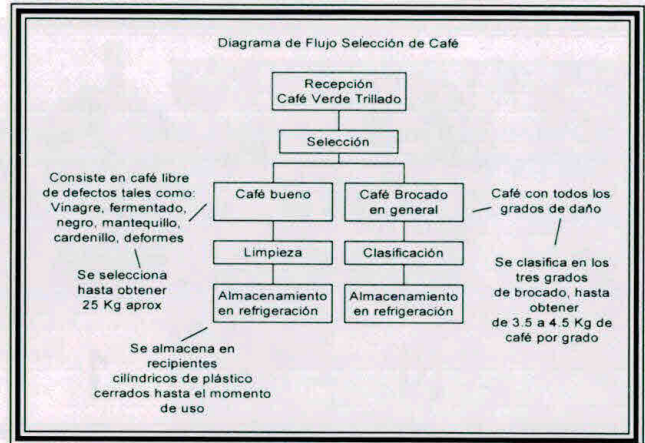 Diagrama de Flujo Selección de Café
Recepción
Café Verde Trillado
Selección
Consiste en café libre
de defectos tales como:
Vinagre, fermentado,
negro, mantequillo,
cardenillo, deformes
Café bueno
Café Brocado
en general
Café con todos los
grados de daño
Limpieza
Clasificación
Se selecciona
hasta obtener
25 Kg aprox
Almacenamiento
en refrigeración
Almacenamiento
en refrigeración
Se clasifica en los
tres grados
de brocado, hasta
obtener
de 3.5 a 4.5 Kg de
café por grado
Se almacena en
recipientes
cilíndricos de plástico
cerrados hasta el momento
de uso